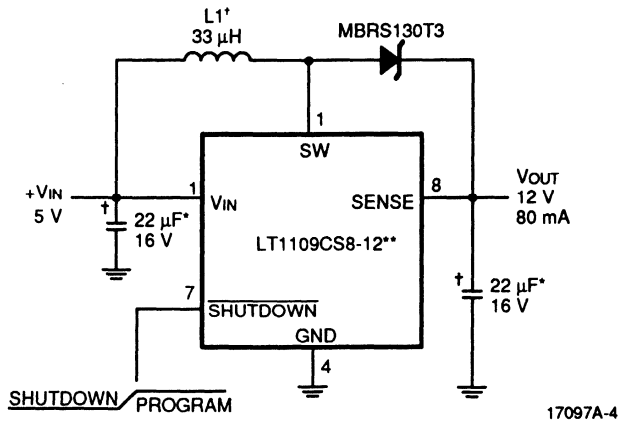 L1†
33 µH
MBRS130T3
1
SW
+VIN
5 V
1
VIN
SENSE
8
VOUT
12 V
80 mA
† 22 µF*
16 V
LT1109CS8-12**
7
SHUTDOWN
† 22 µF*
16 V
GND
4
SHUTDOWN
PROGRAM
17097A-4